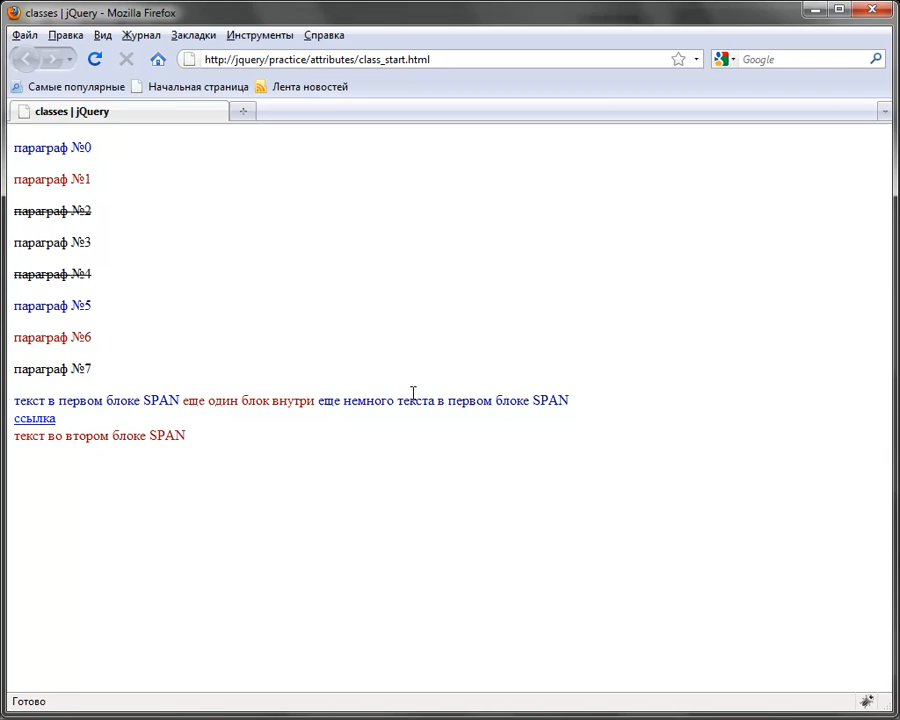 classes | jQuery - Mozilla Firefox
Файл Правка Вид Журнал Закладки Инструменты Справка
http://jquery/practice/attributes/class_start.html Google
Самые популярные Начальная страница Лента новостей
classes | jQuery
параграф №0
параграф №1
параграф №2
параграф №3
параграф №4
параграф №5
параграф №6
параграф №7
текст в первом блоке SPAN еще один блок внутри еще немного текста в первом блоке SPAN
ссылка
текст во втором блоке SPAN
Готово